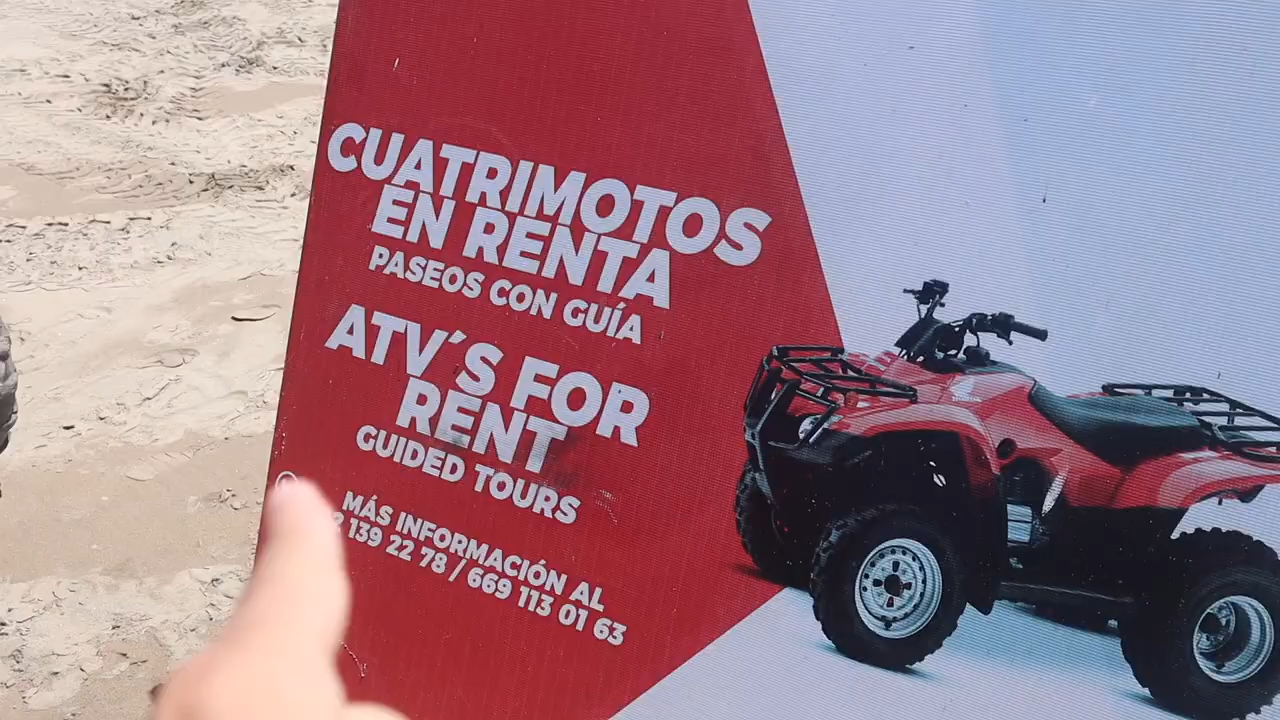 CUATRIMOTOS
EN RENTA
PASEOS CON GUÍA
ATV´S FOR
RENT
GUIDED TOURS
MÁS INFORMACIÓN AL
139 22 78 / 669 113 01 63